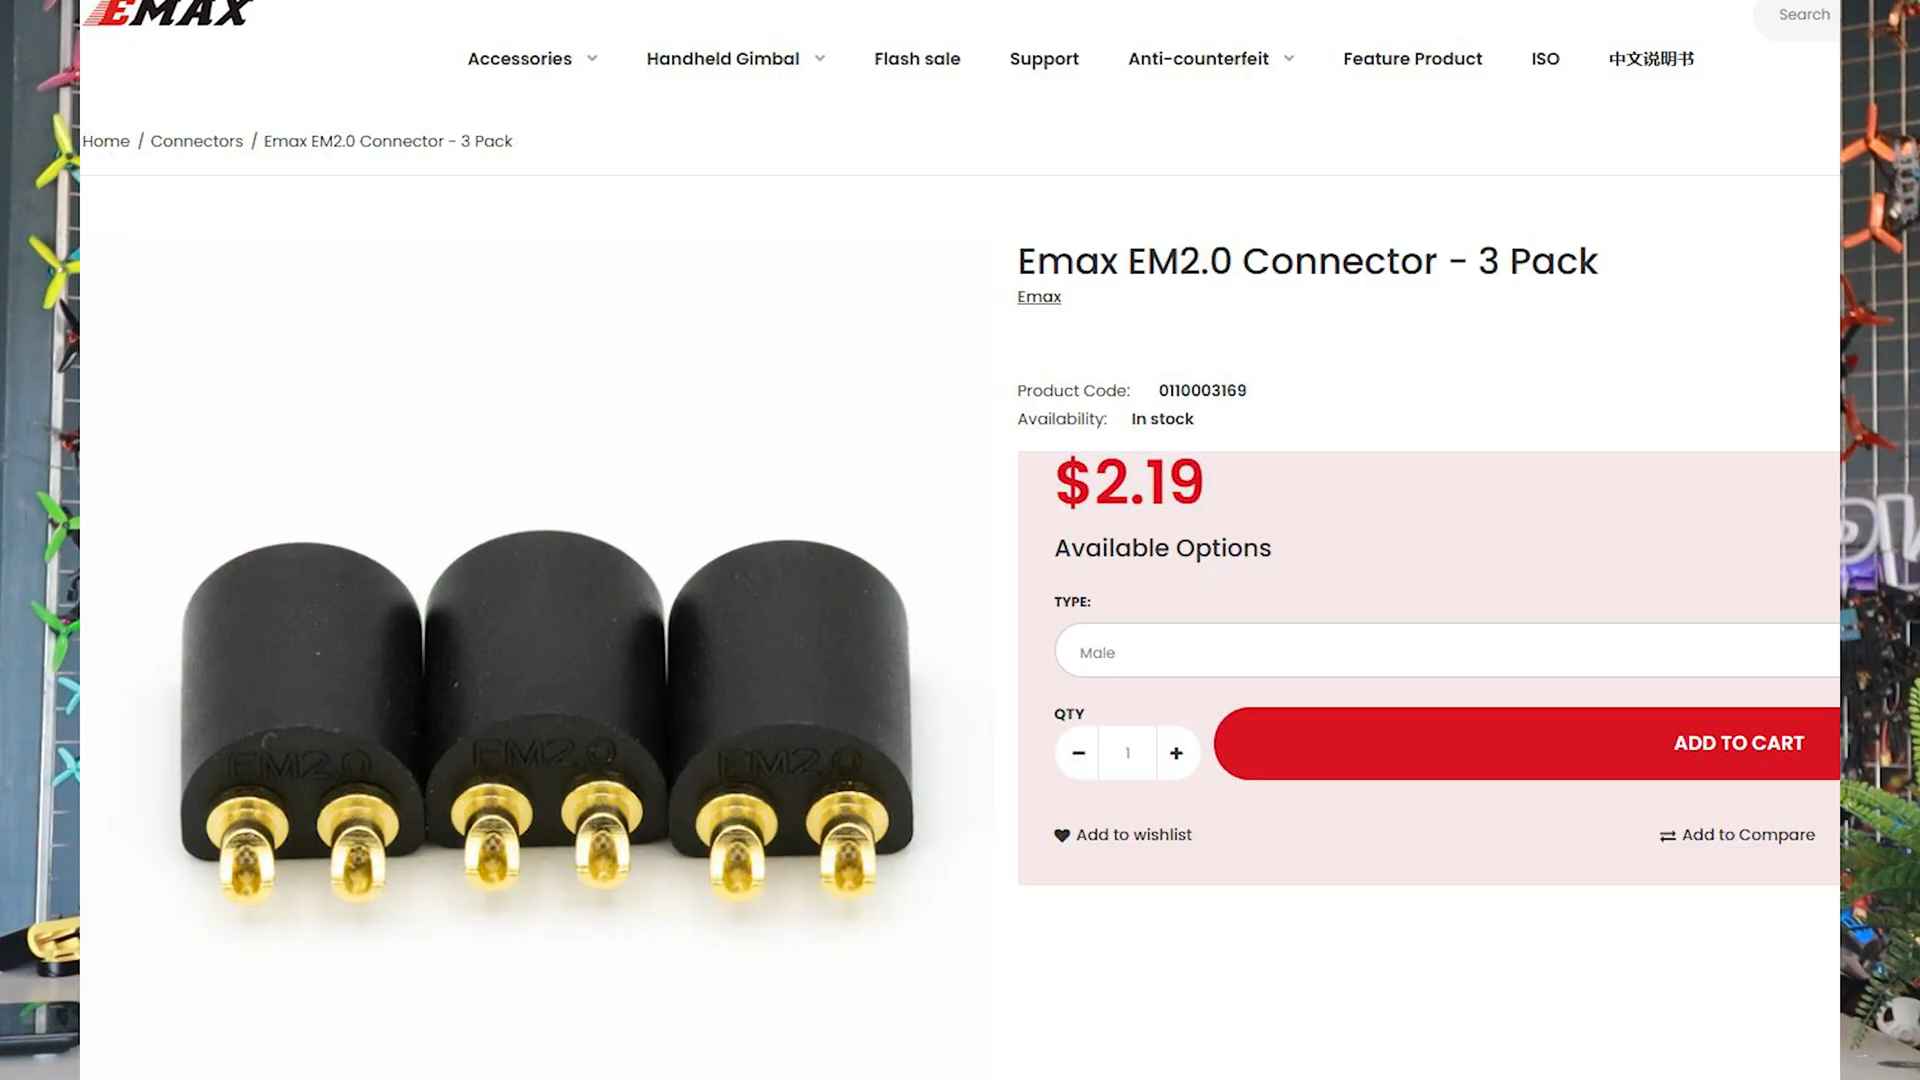 EMAX
Search
Accessories
Handheld Gimbal
Flash sale
Support
Anti-counterfeit
Feature Product
ISO
中文说明书
Home / Connectors / Emax EM2.0 Connector - 3 Pack
Emax EM2.0 Connector - 3 Pack
Emax
Product Code: 0110003169
Availability: In stock
$2.19
Available Options
TYPE:
Male
QTY
- 1 +
ADD TO CART
Add to wishlist
Add to Compare
EM2.0
EM2.0
EM2.0